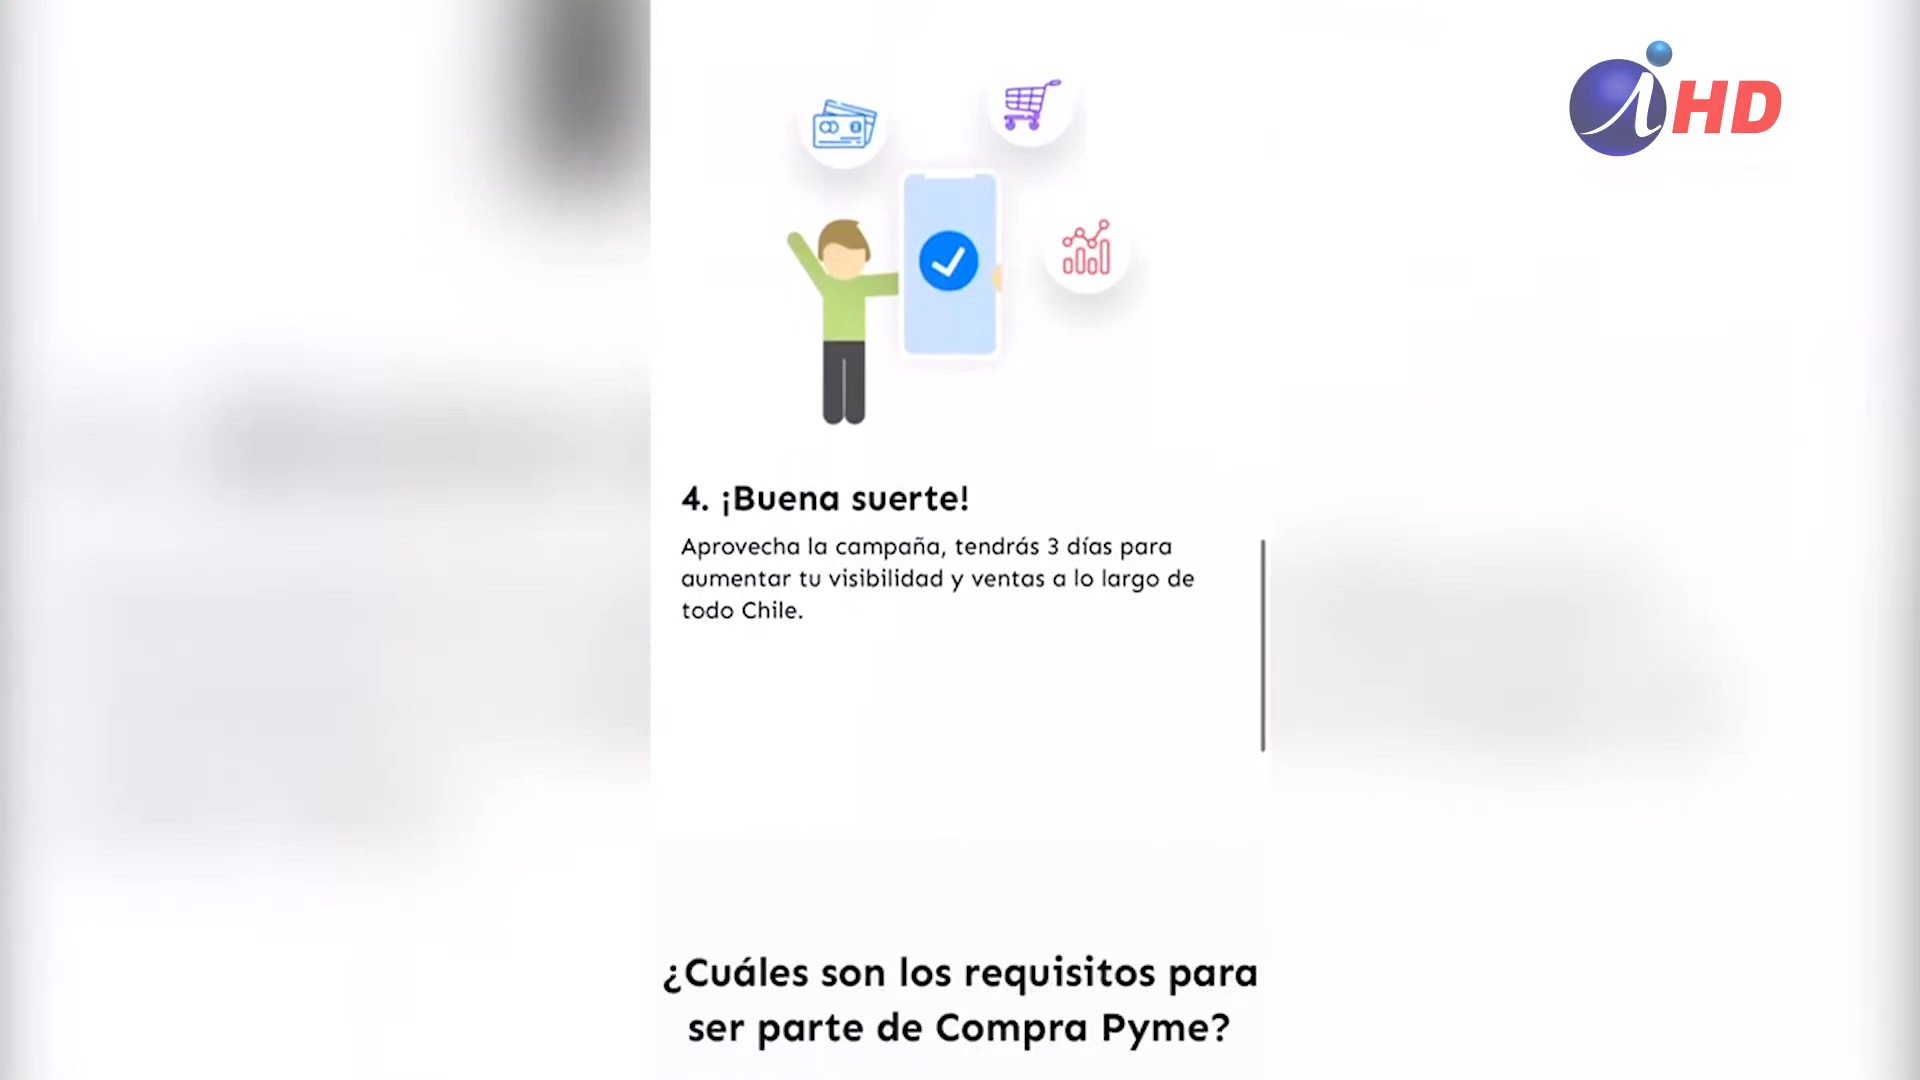 HD
4. ¡Buena suerte!
Aprovecha la campaña, tendrás 3 días para
aumentar tu visibilidad y ventas a lo largo de
todo Chile.
¿Cuáles son los requisitos para
ser parte de Compra Pyme?